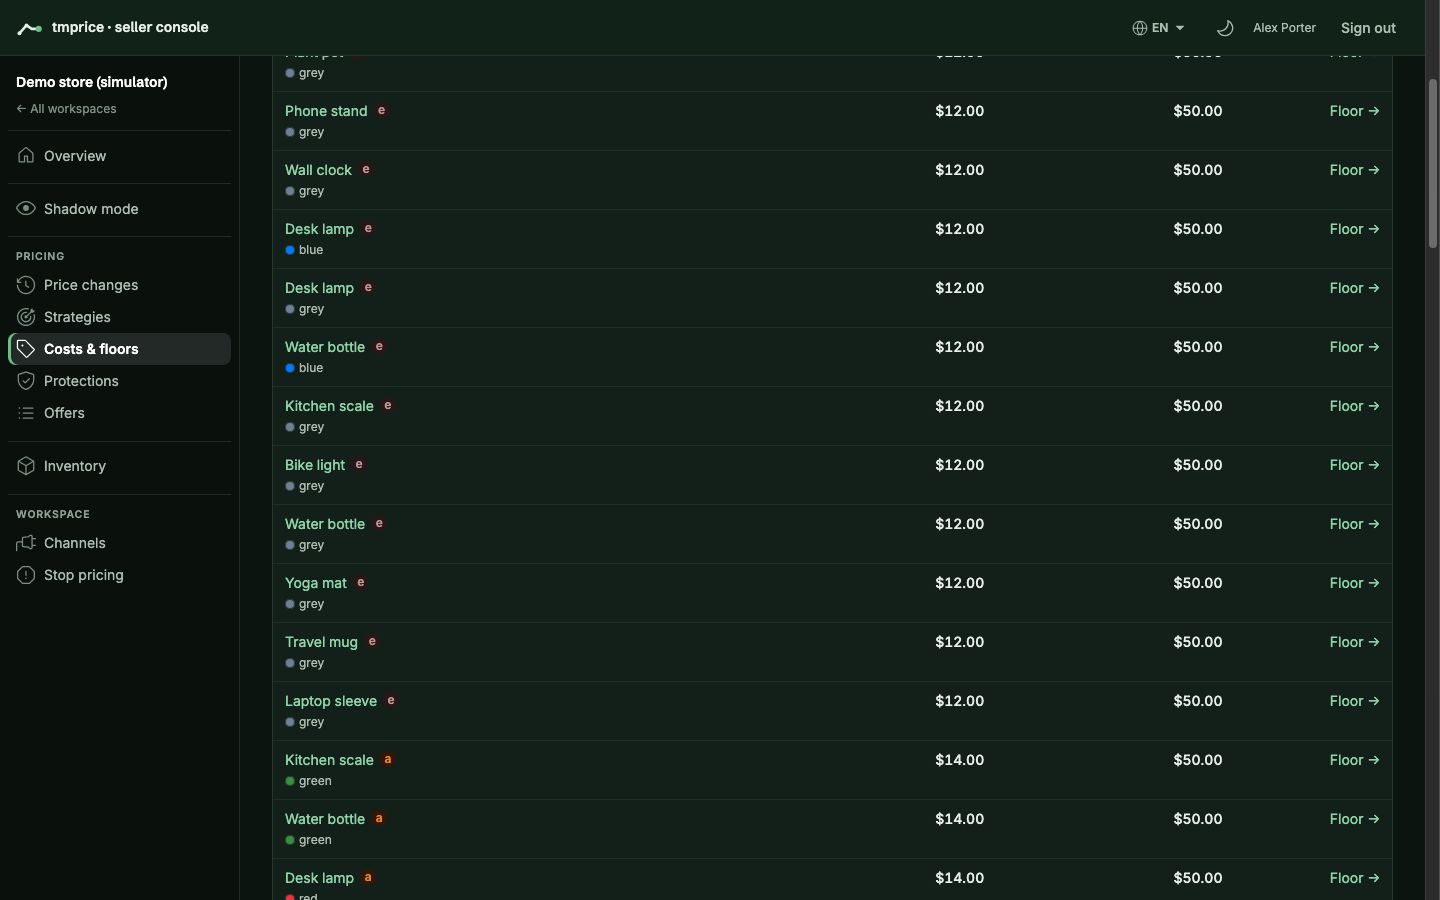 tmprice · seller console
EN
Alex Porter
Sign out
Demo store (simulator)
← All workspaces
Overview
Shadow mode
PRICING
Price changes
Strategies
Costs & floors
Protections
Offers
Inventory
WORKSPACE
Channels
Stop pricing
grey
Phone stand e $12.00 $50.00 Floor →
grey
Wall clock e $12.00 $50.00 Floor →
grey
Desk lamp e $12.00 $50.00 Floor →
blue
Desk lamp e $12.00 $50.00 Floor →
grey
Water bottle e $12.00 $50.00 Floor →
blue
Kitchen scale e $12.00 $50.00 Floor →
grey
Bike light e $12.00 $50.00 Floor →
grey
Water bottle e $12.00 $50.00 Floor →
grey
Yoga mat e $12.00 $50.00 Floor →
grey
Travel mug e $12.00 $50.00 Floor →
grey
Laptop sleeve e $12.00 $50.00 Floor →
grey
Kitchen scale a $14.00 $50.00 Floor →
green
Water bottle a $14.00 $50.00 Floor →
green
Desk lamp a $14.00 $50.00 Floor →
red